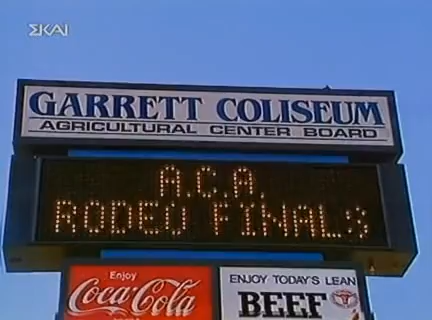 ΣΚΑΪ
GARRETT COLISEUM
AGRICULTURAL CENTER BOARD
A.C.A.
RODEO FINALS
Enjoy
Coca-Cola
ENJOY TODAY'S LEAN
BEEF